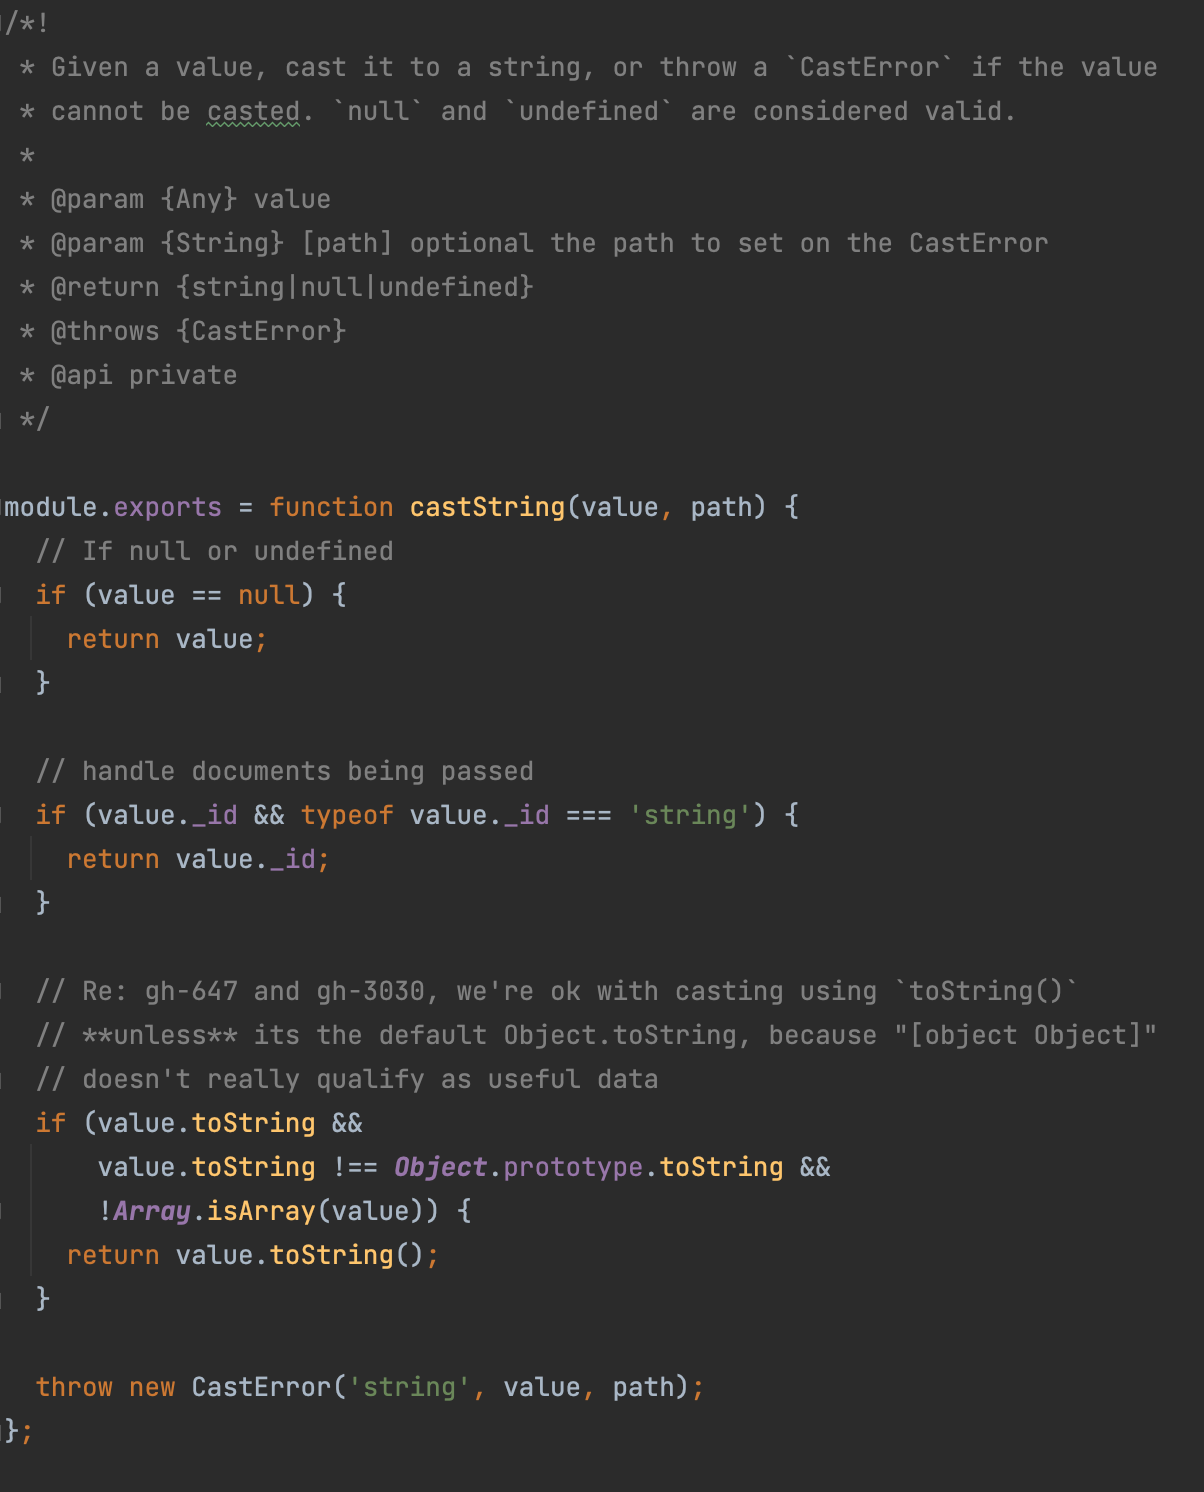 /*!
 * Given a value, cast it to a string, or throw a `CastError` if the value
 * cannot be casted. `null` and `undefined` are considered valid.
 *
 * @param {Any} value
 * @param {String} [path] optional the path to set on the CastError
 * @return {string|null|undefined}
 * @throws {CastError}
 * @api private
 */

module.exports = function castString(value, path) {
  // If null or undefined
  if (value == null) {
    return value;
  }

  // handle documents being passed
  if (value._id && typeof value._id === 'string') {
    return value._id;
  }

  // Re: gh-647 and gh-3030, we're ok with casting using `toString()`
  // **unless** its the default Object.toString, because "[object Object]"
  // doesn't really qualify as useful data
  if (value.toString &&
      value.toString !== Object.prototype.toString &&
      !Array.isArray(value)) {
    return value.toString();
  }

  throw new CastError('string', value, path);
};